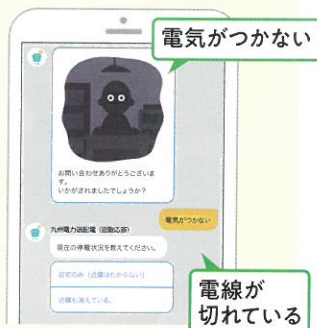 電気がつかない
お問い合わせありがとうございま
す。
いかがされましたでしょうか？
電気がつかない
九州電力送配電（自動応答）
現在の停電状況を教えてください。
自宅のみ（近隣はわからない）
近隣も消えている。
電線が
切れている